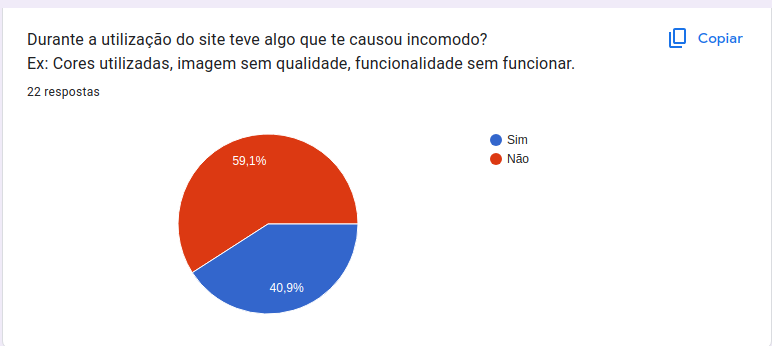 Durante a utilização do site teve algo que te causou incomodo?
Copiar
Ex: Cores utilizadas, imagem sem qualidade, funcionalidade sem funcionar.
22 respostas
Sim
Não
59,1%
40,9%